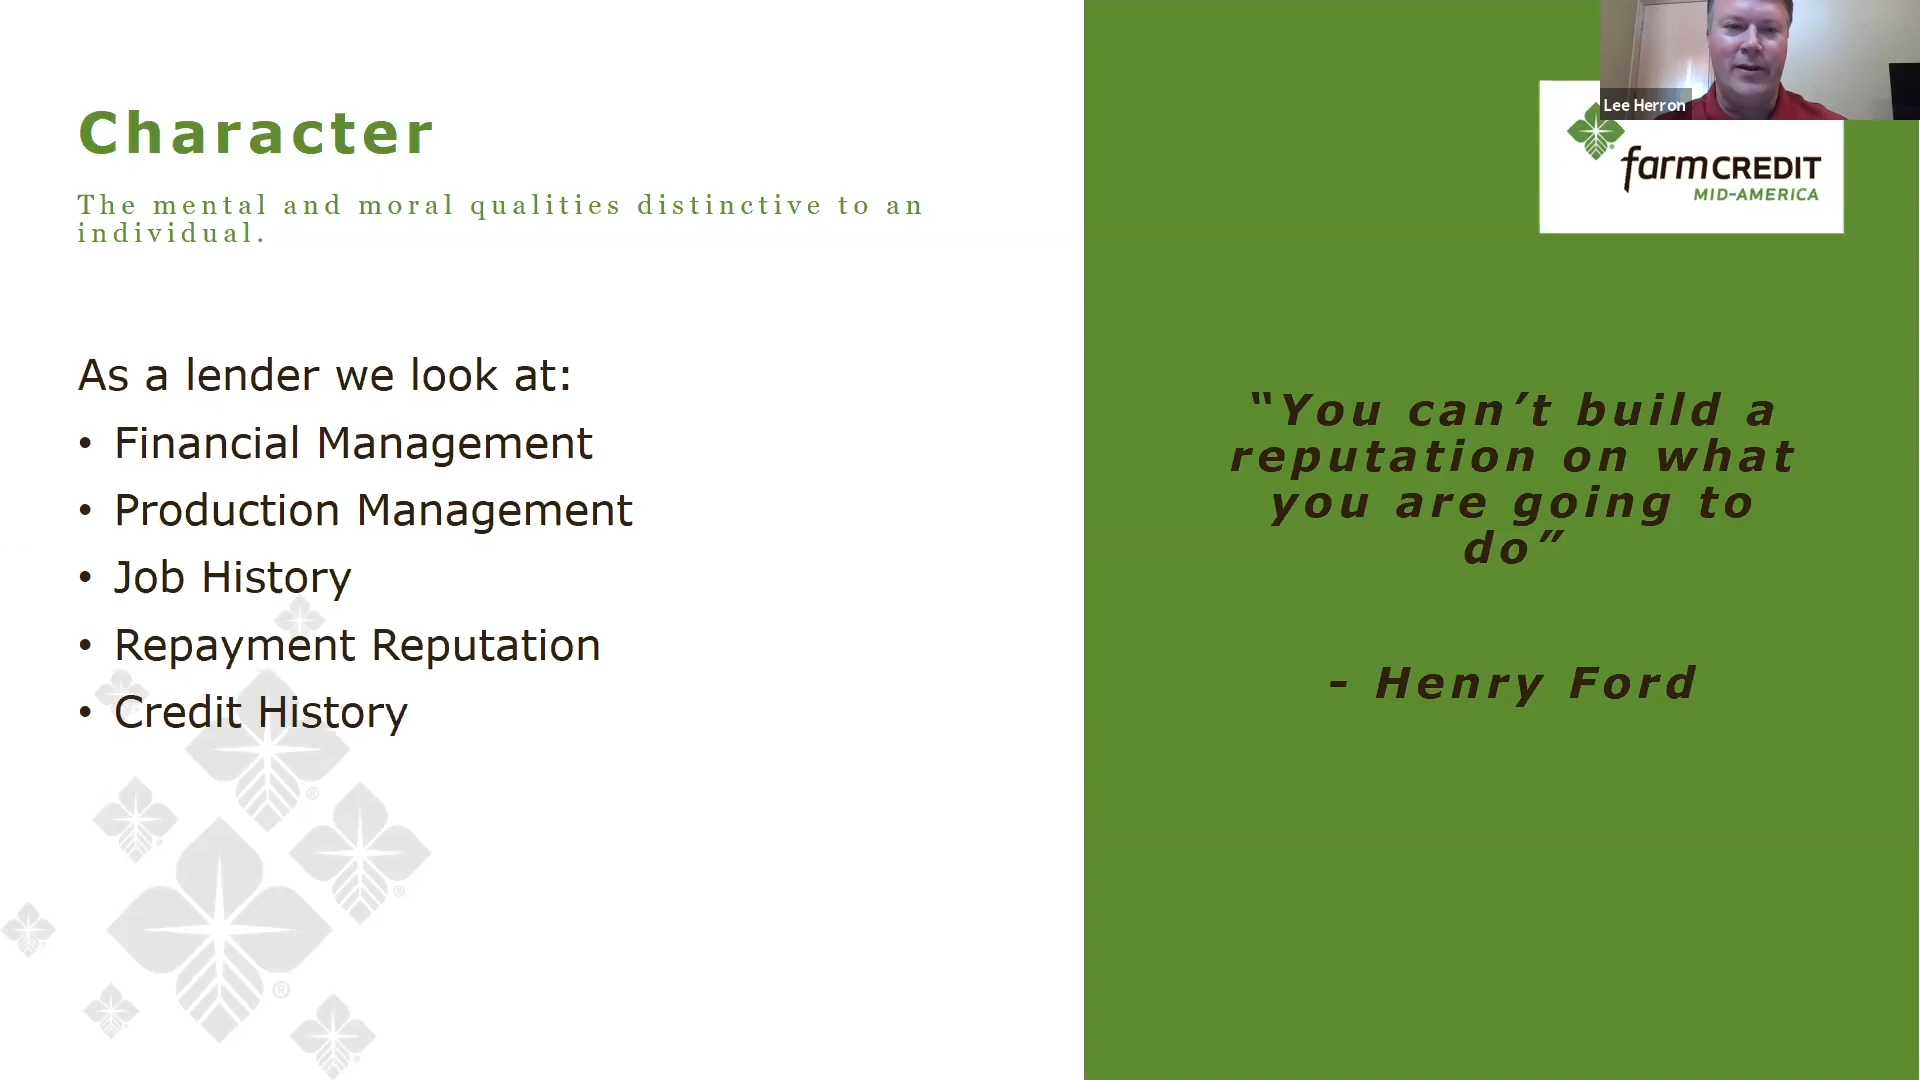 Character
The mental and moral qualities distinctive to an
individual.
As a lender we look at:
• Financial Management
• Production Management
• Job History
• Repayment Reputation
• Credit History
Lee Herron
farm CREDIT
MID-AMERICA
“You can’t build a
reputation on what
you are going to
do”
- Henry Ford